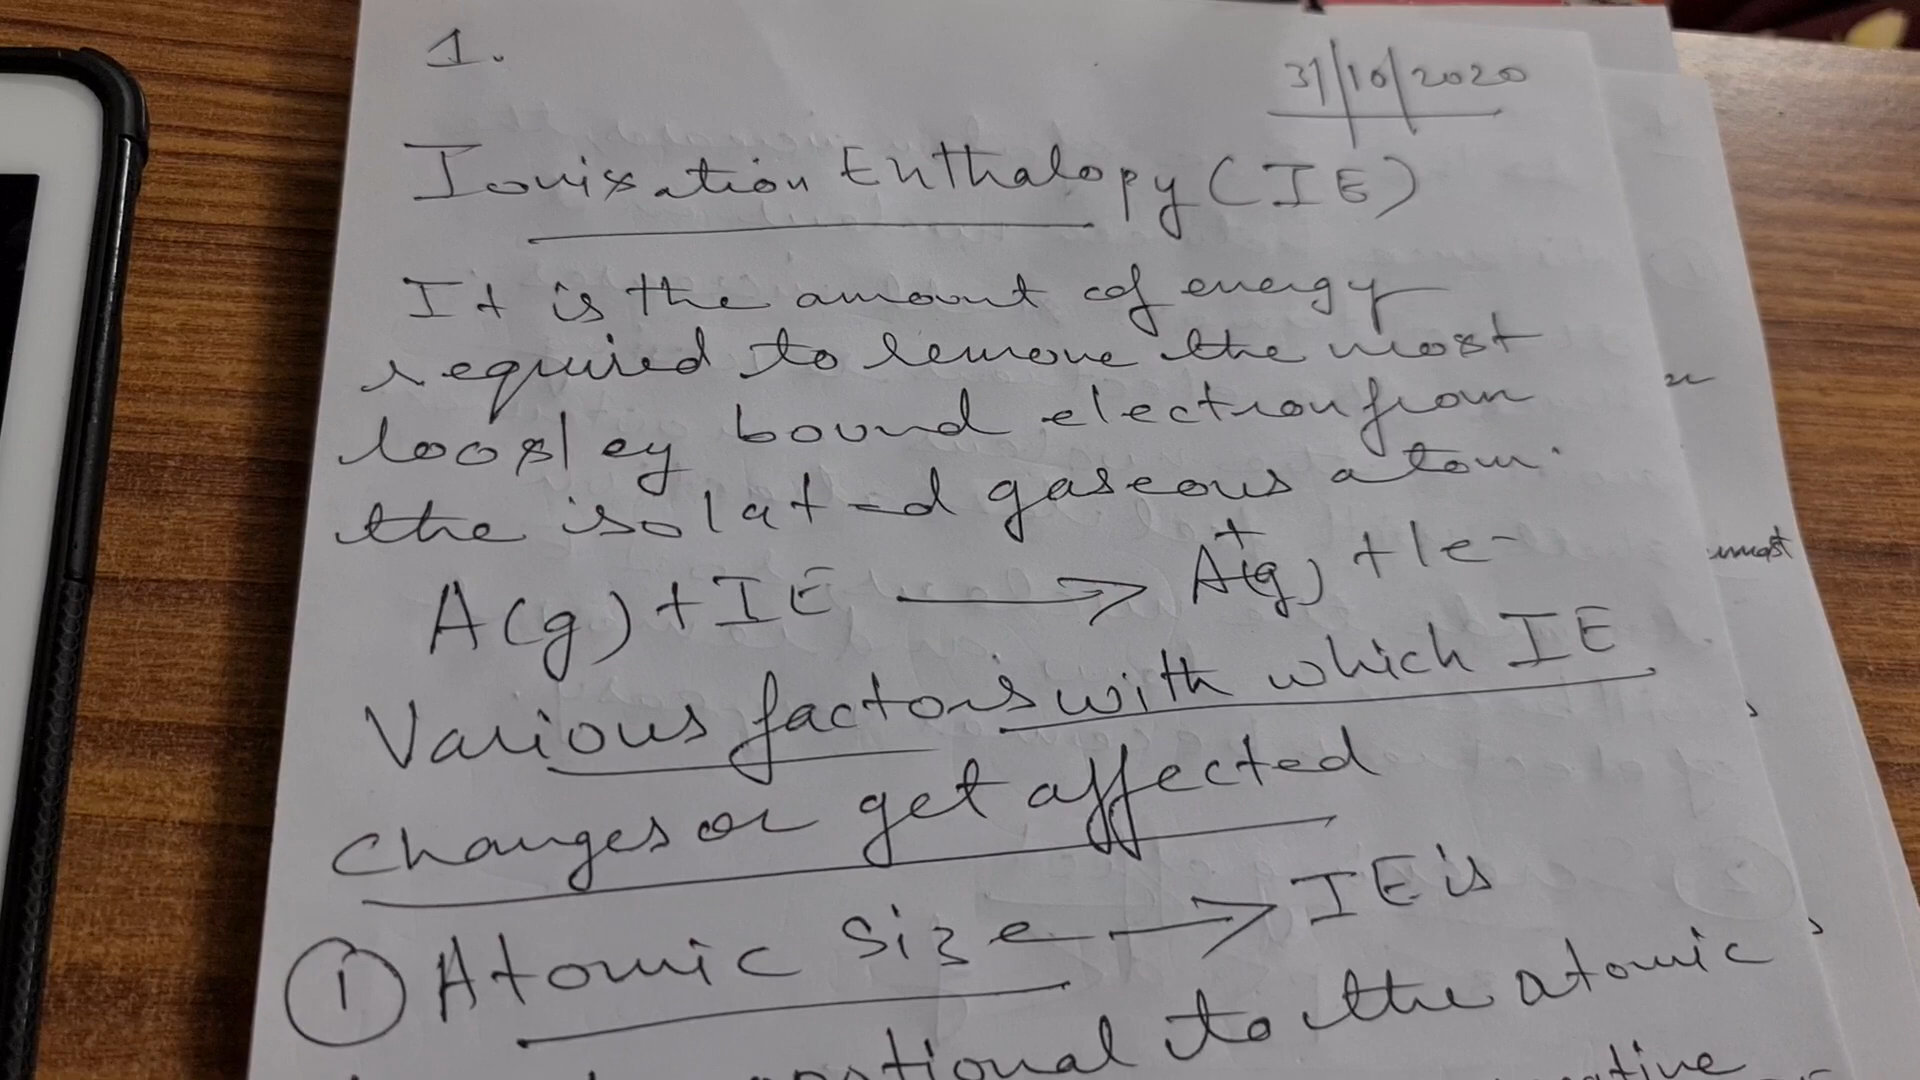 1.
31/10/2020
Ionisation Enthalopy (IE)
It is the amount of energy
required to remove the most
loosley bound electron from
the isolated gaseous atom.
A(g) + IE → A+(g) + 1e-
Various factors with which IE
changes or get affected
① Atomic size → IE is
to the atomic
most